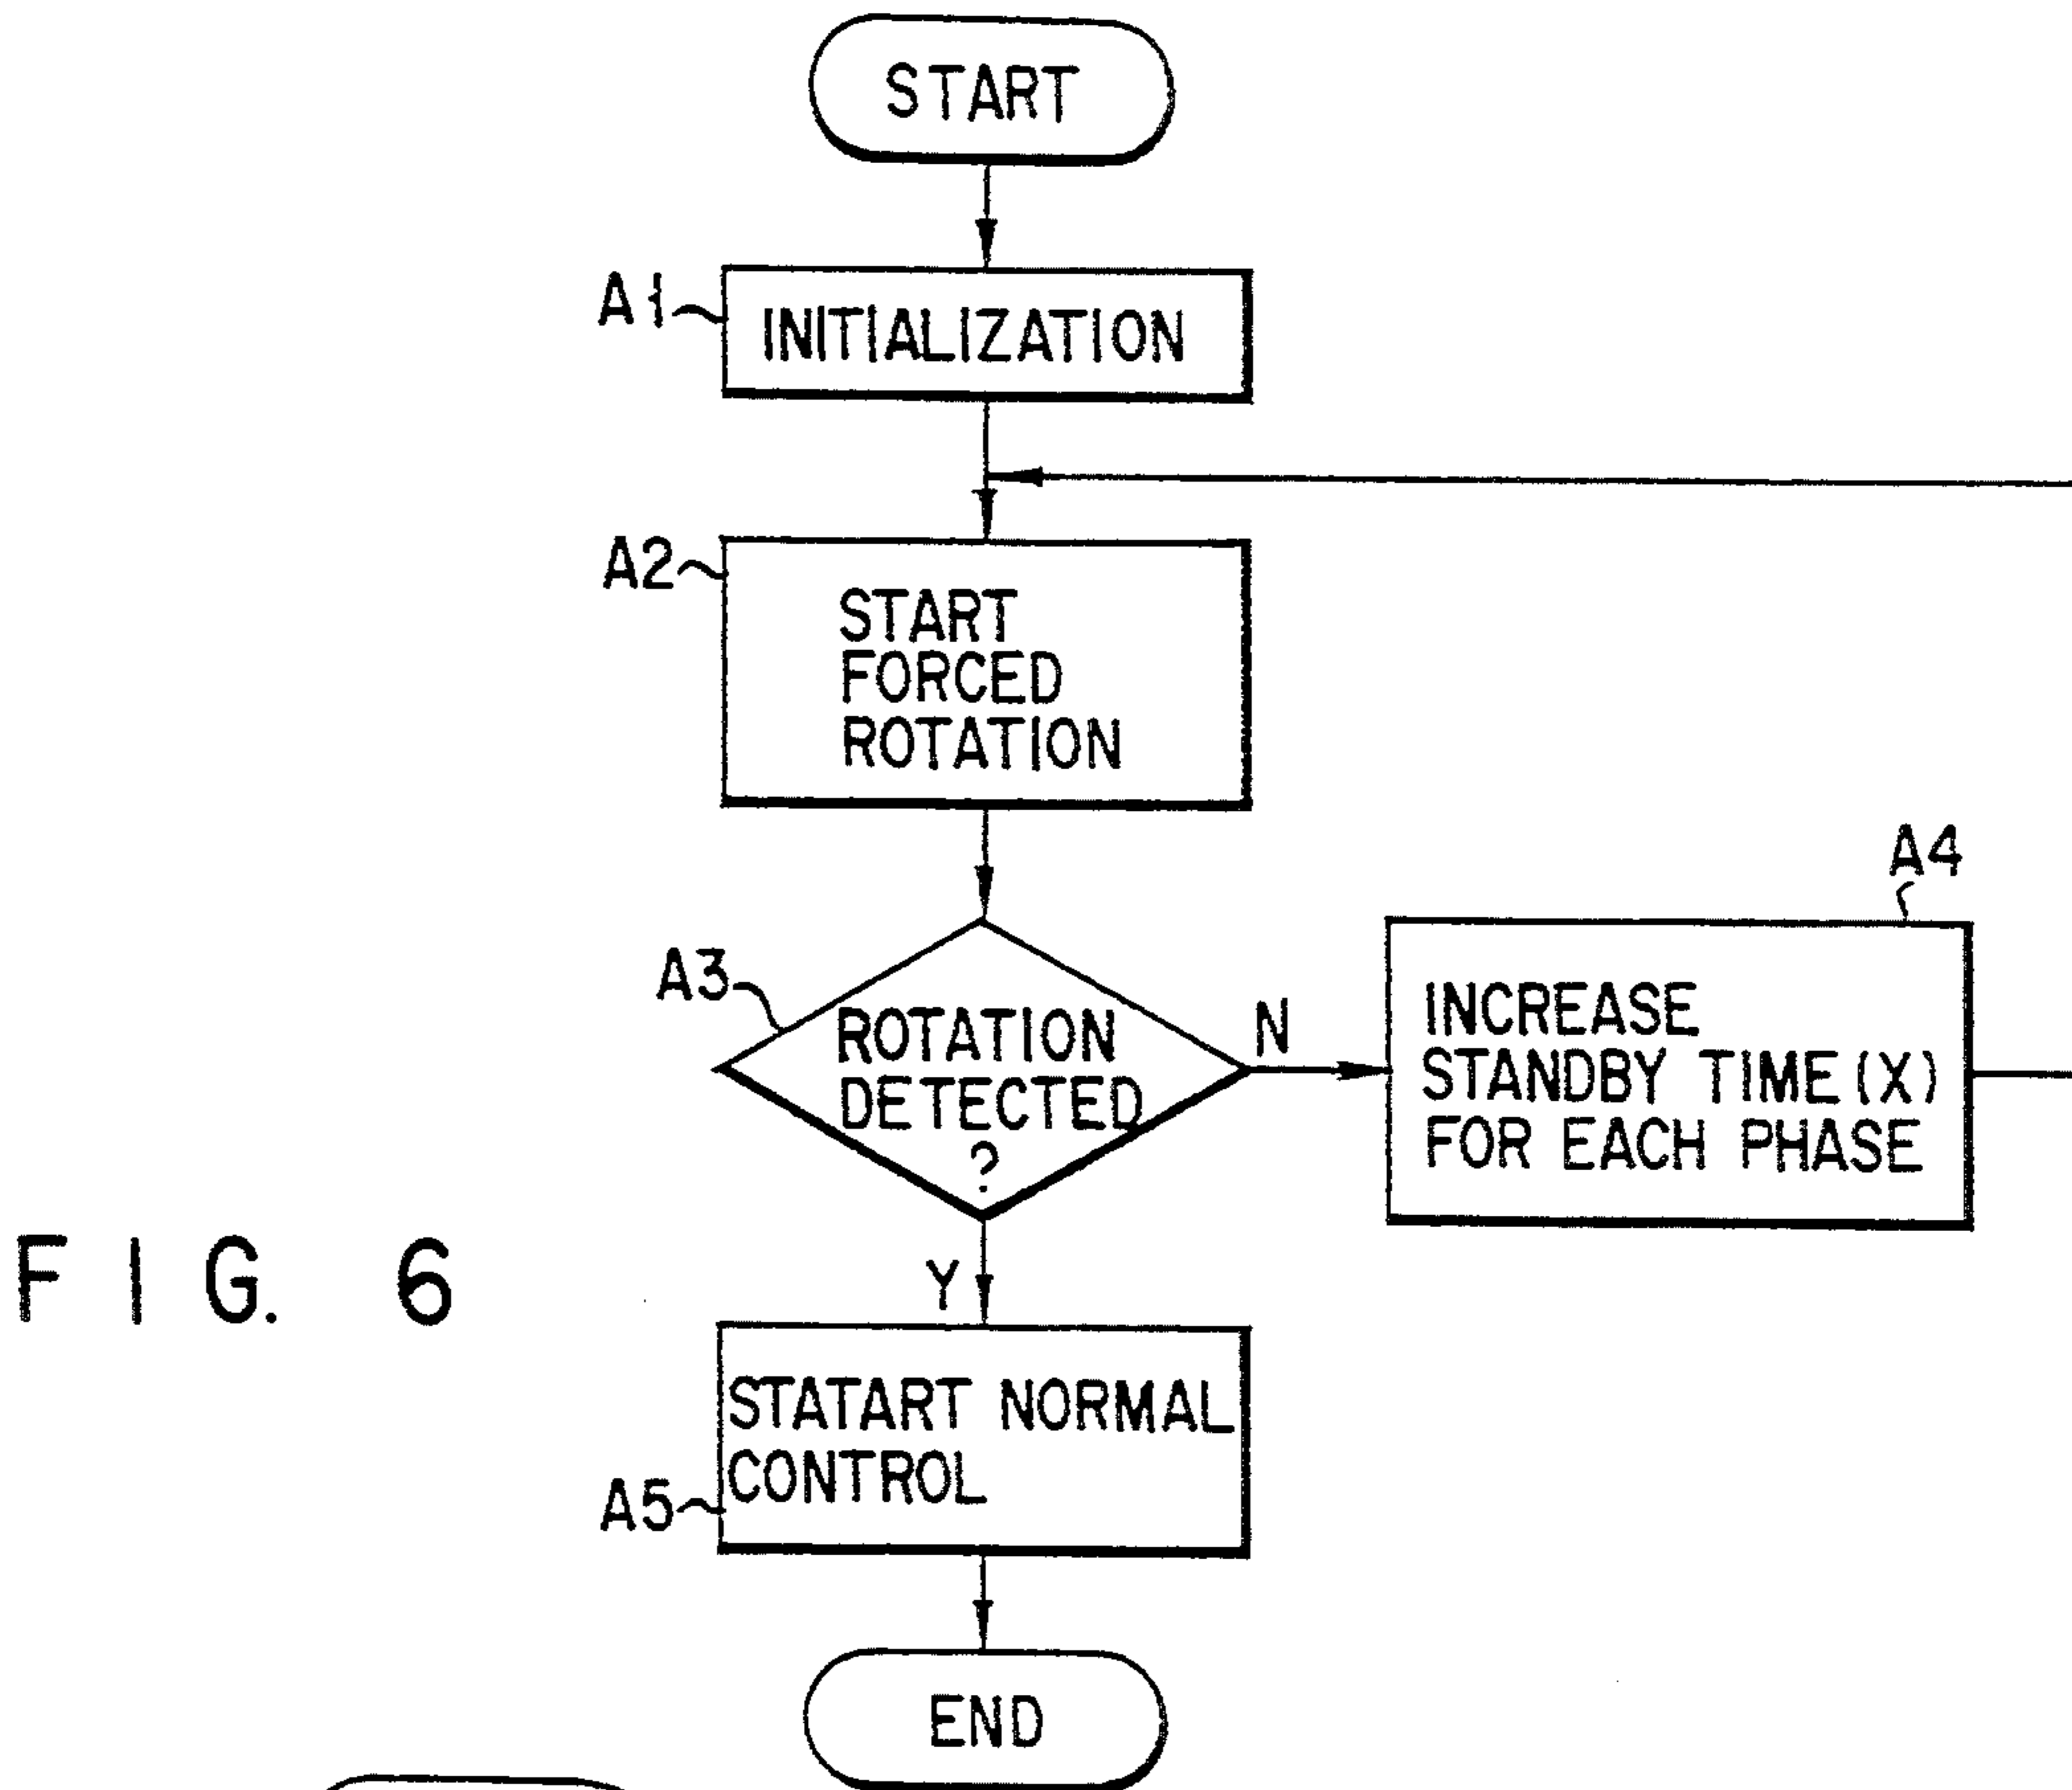 START
A1
INITIALIZATION
A2
START
FORCED
ROTATION
A3
ROTATION
DETECTED
?
N
A4
INCREASE
STANDBY TIME (X)
FOR EACH PHASE
Y
FIG. 6
STATART NORMAL
CONTROL
A5
END